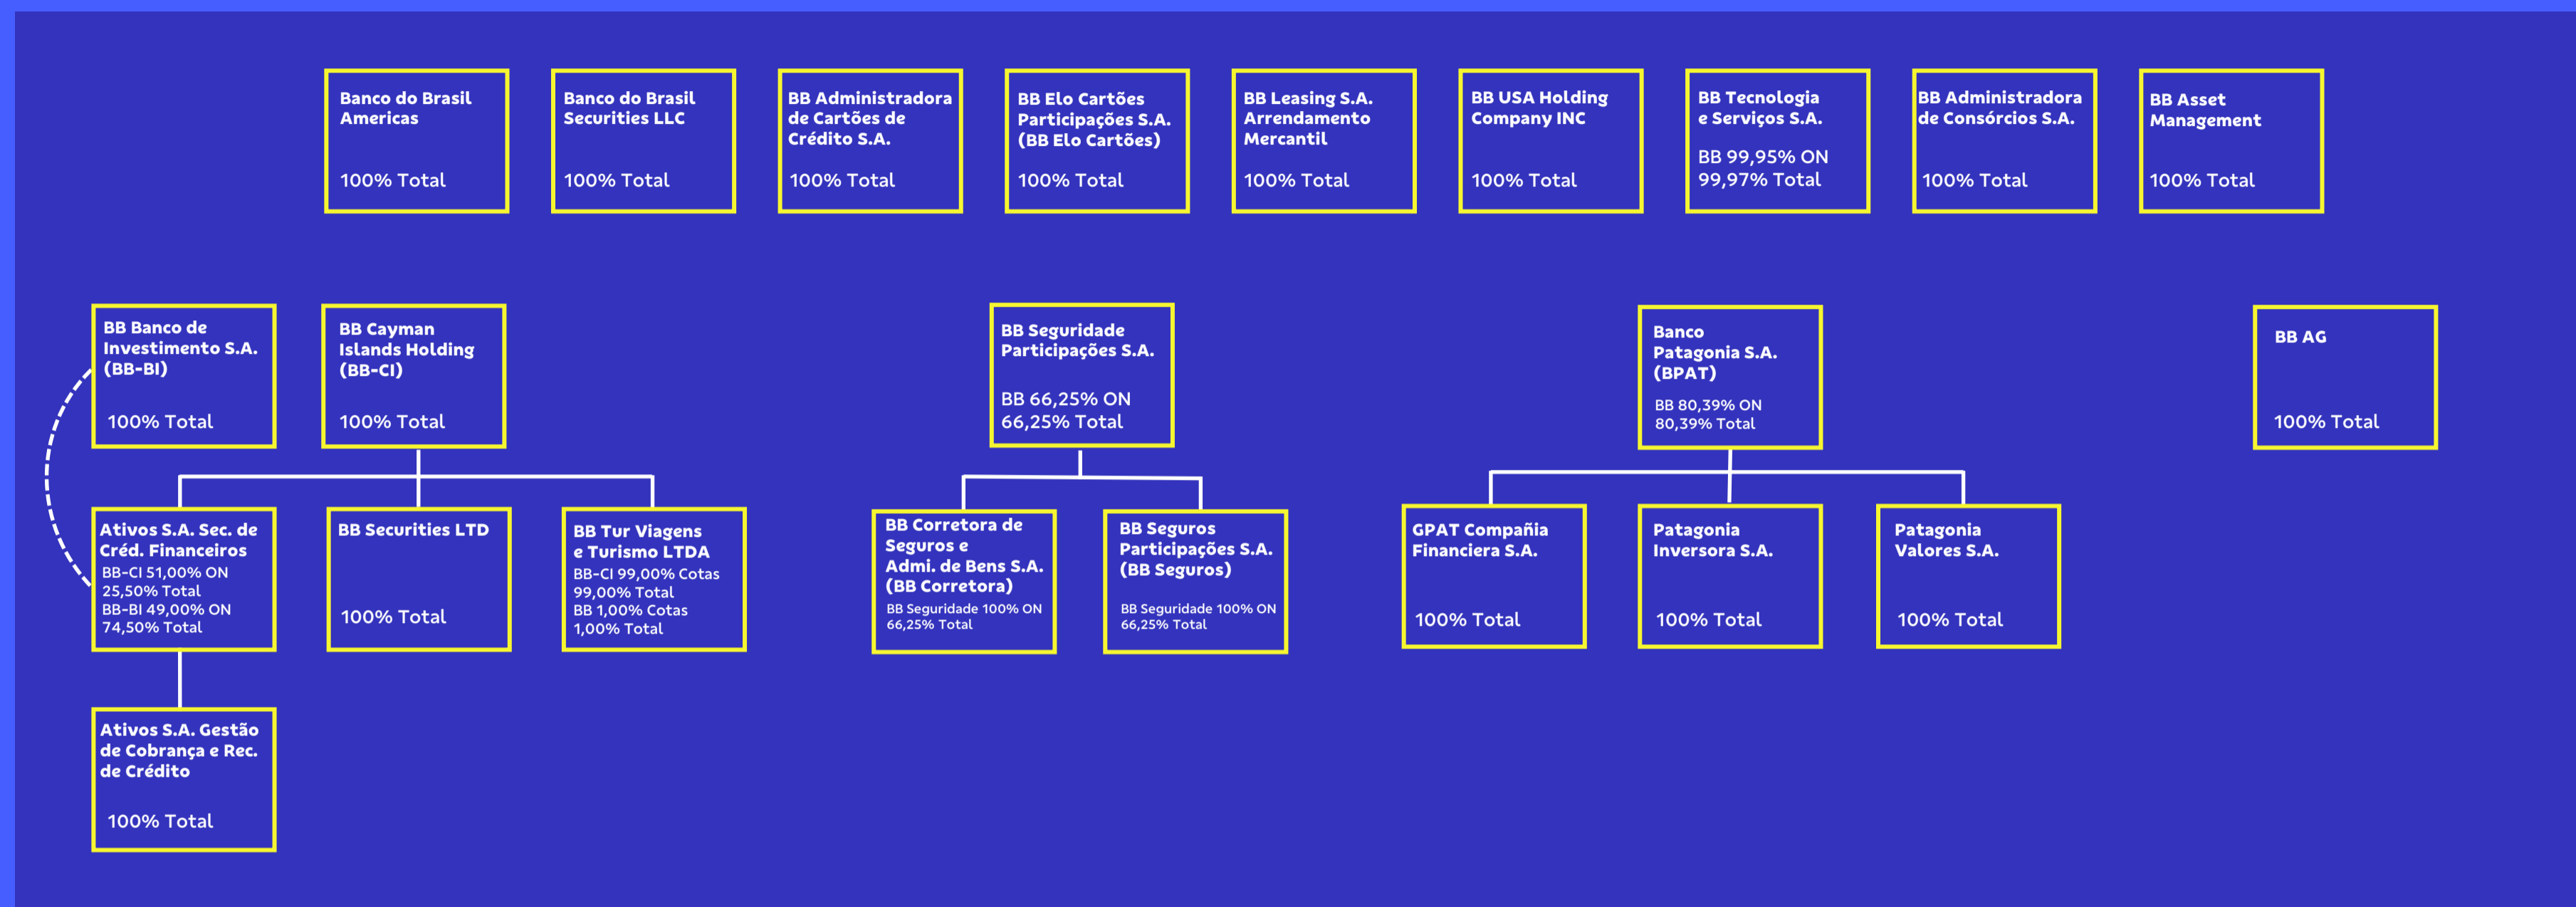 Banco do Brasil
Americas
100% Total
Banco do Brasil
Securities LLC
100% Total
BB Administradora
de Cartões de
Crédito S.A.
100% Total
BB Elo Cartões
Participações S.A.
(BB Elo Cartões)
100% Total
BB Leasing S.A.
Arrendamento
Mercantil
100% Total
BB USA Holding
Company INC
100% Total
BB Tecnologia
e Serviços S.A.
BB 99,95% ON
99,97% Total
BB Administradora
de Consórcios S.A.
100% Total
BB Asset
Management
100% Total
BB Banco de
Investimento S.A.
(BB-BI)
100% Total
BB Cayman
Islands Holding
(BB-CI)
100% Total
BB Seguridade
Participações S.A.
BB 66,25% ON
66,25% Total
Banco
Patagonia S.A.
(BPAT)
BB 80,39% ON
80,39% Total
BB AG
100% Total
Ativos S.A. Sec. de
Créd. Financeiros
BB-CI 51,00% ON
25,50% Total
BB-BI 49,00% ON
74,50% Total
BB Securities LTD
100% Total
BB Tur Viagens
e Turismo LTDA
BB-CI 99,00% Cotas
99,00% Total
BB 1,00% Cotas
1,00% Total
BB Corretora de
Seguros e
Admi. de Bens S.A.
(BB Corretora)
BB Seguridade 100% ON
66,25% Total
BB Seguros
Participações S.A.
(BB Seguros)
BB Seguridade 100% ON
66,25% Total
GPAT Compañia
Financiera S.A.
100% Total
Patagonia
Inversora S.A.
100% Total
Patagonia
Valores S.A.
100% Total
Ativos S.A. Gestão
de Cobrança e Rec.
de Crédito
100% Total